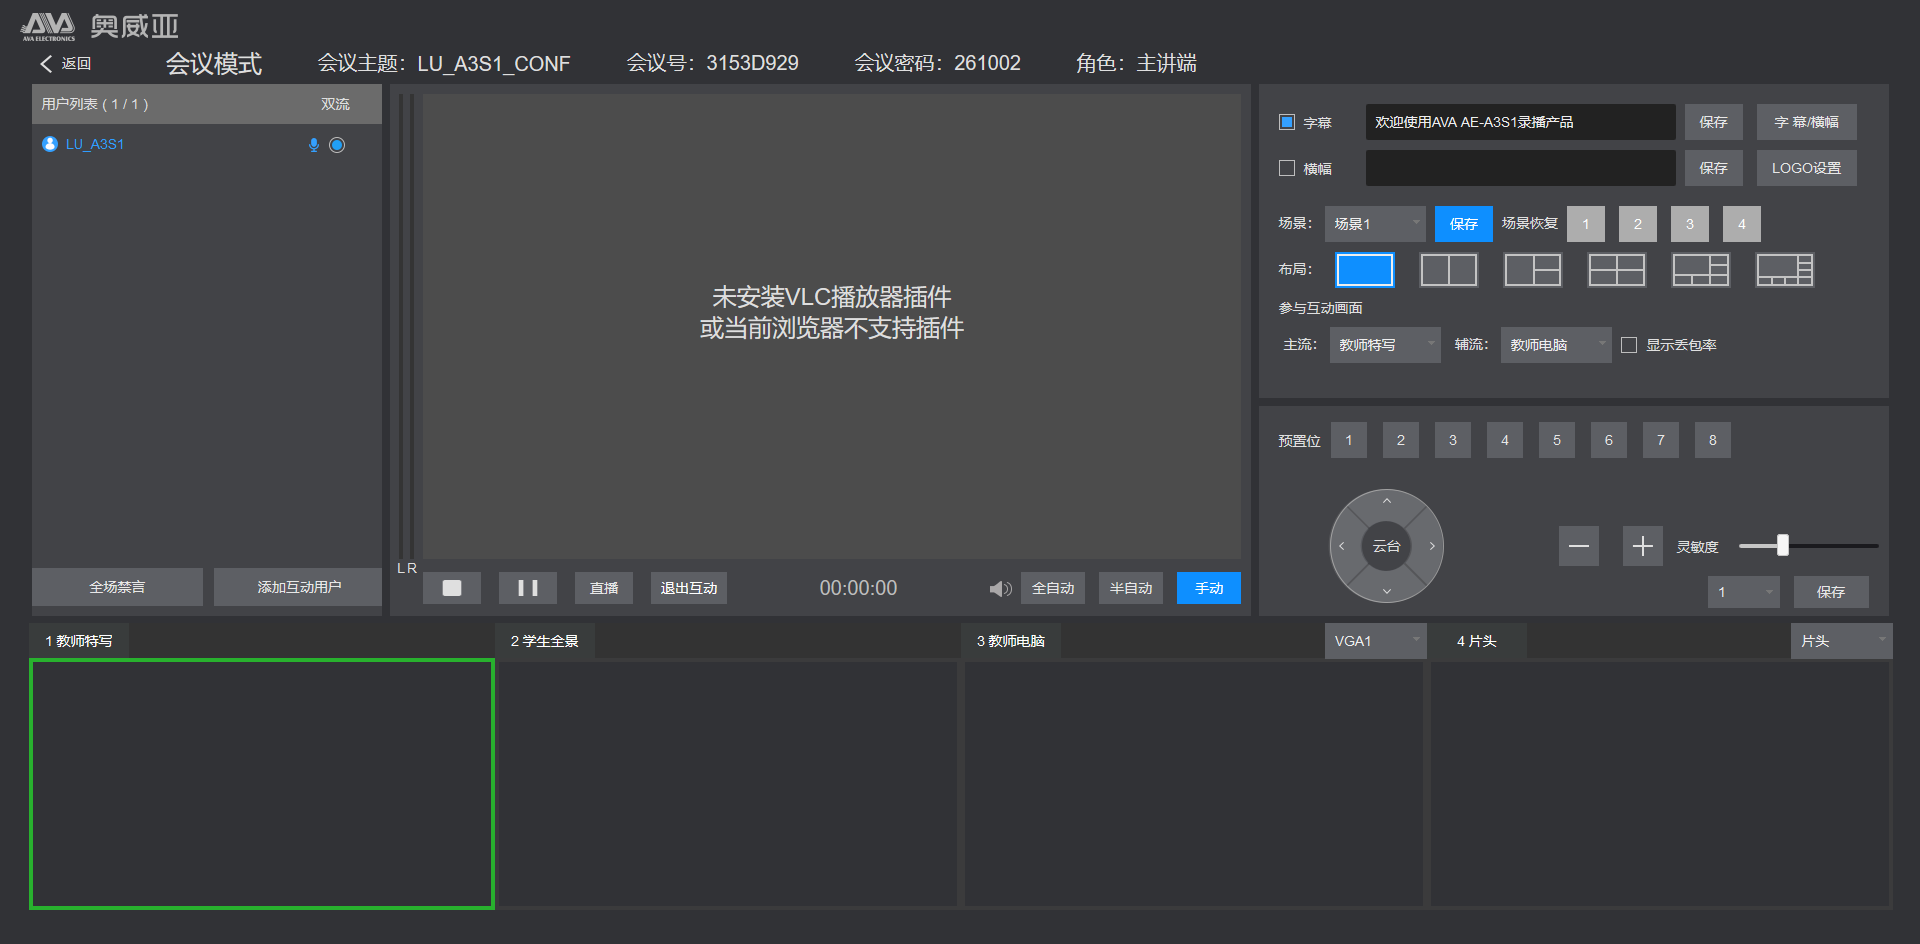 AVA 奥威亚
AVA ELECTRONICS
返回
会议模式
会议主题：LU_A3S1_CONF
会议号：3153D929
会议密码：261002
角色：主讲端
用户列表 ( 1 / 1 )
双流
LU_A3S1
全场禁言
添加互动用户
L R
未安装VLC播放器插件
或当前浏览器不支持插件
直播
退出互动
00:00:00
全自动
半自动
手动
字幕
欢迎使用AVA AE-A3S1录播产品
保存
字 幕/横幅
横幅
保存
LOGO设置
场景：
场景1
保存
场景恢复
1 2 3 4
布局：
参与互动画面
主流：
教师特写
辅流：
教师电脑
显示丢包率
预置位
1 2 3 4 5 6 7 8
云台
灵敏度
1
保存
1 教师特写
2 学生全景
3 教师电脑
VGA1
4 片头
片头